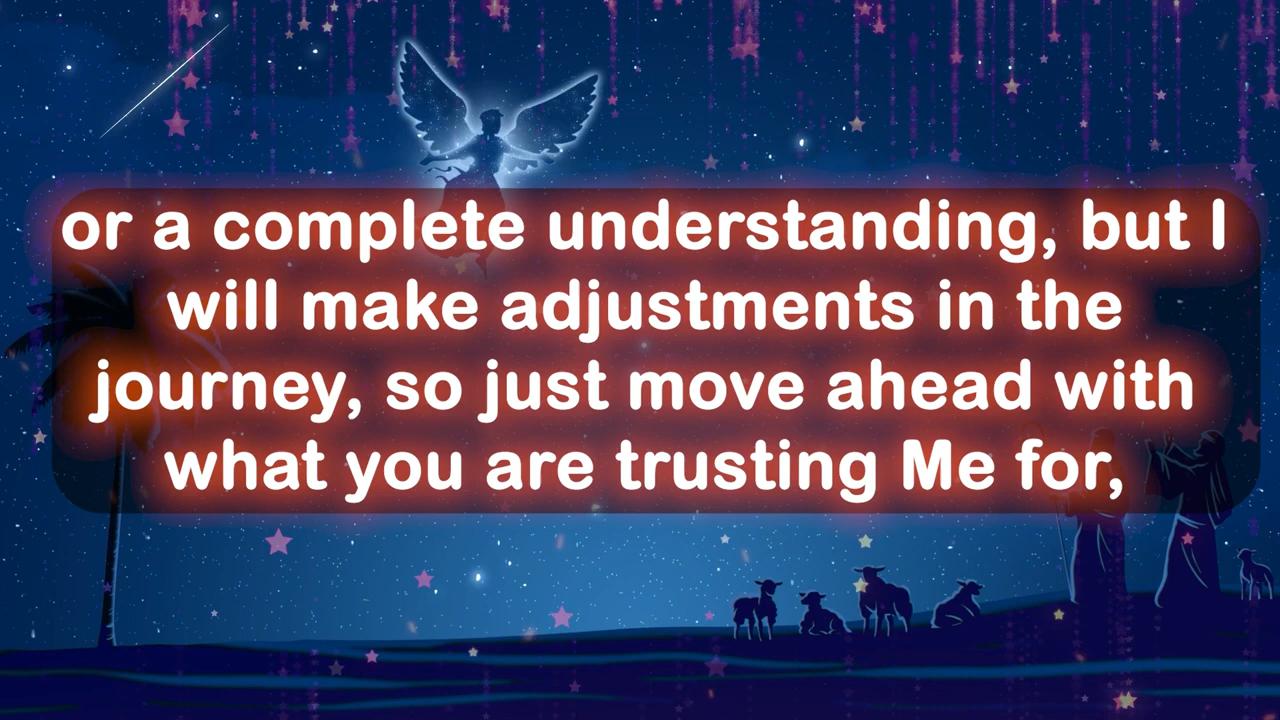 or a complete understanding, but I
will make adjustments in the
journey, so just move ahead with
what you are trusting Me for,